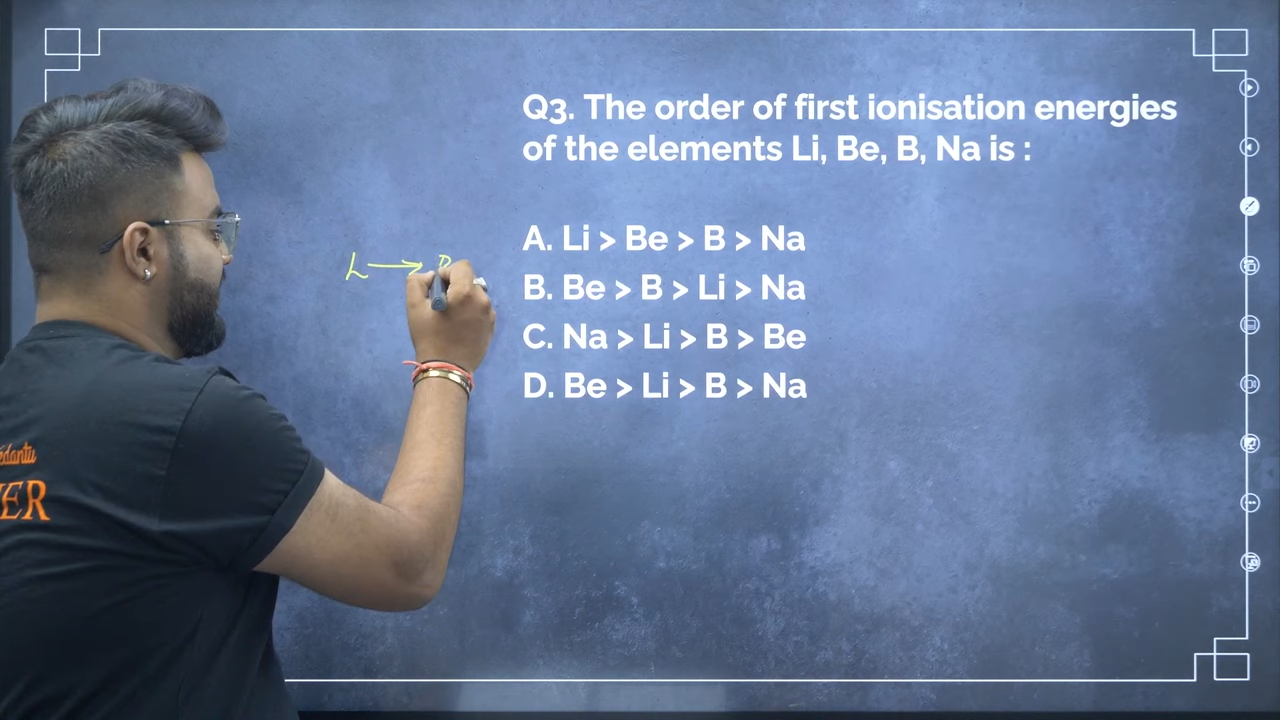 Q3. The order of first ionisation energies
of the elements Li, Be, B, Na is :
A. Li > Be > B > Na
B. Be > B > Li > Na
C. Na > Li > B > Be
D. Be > Li > B > Na